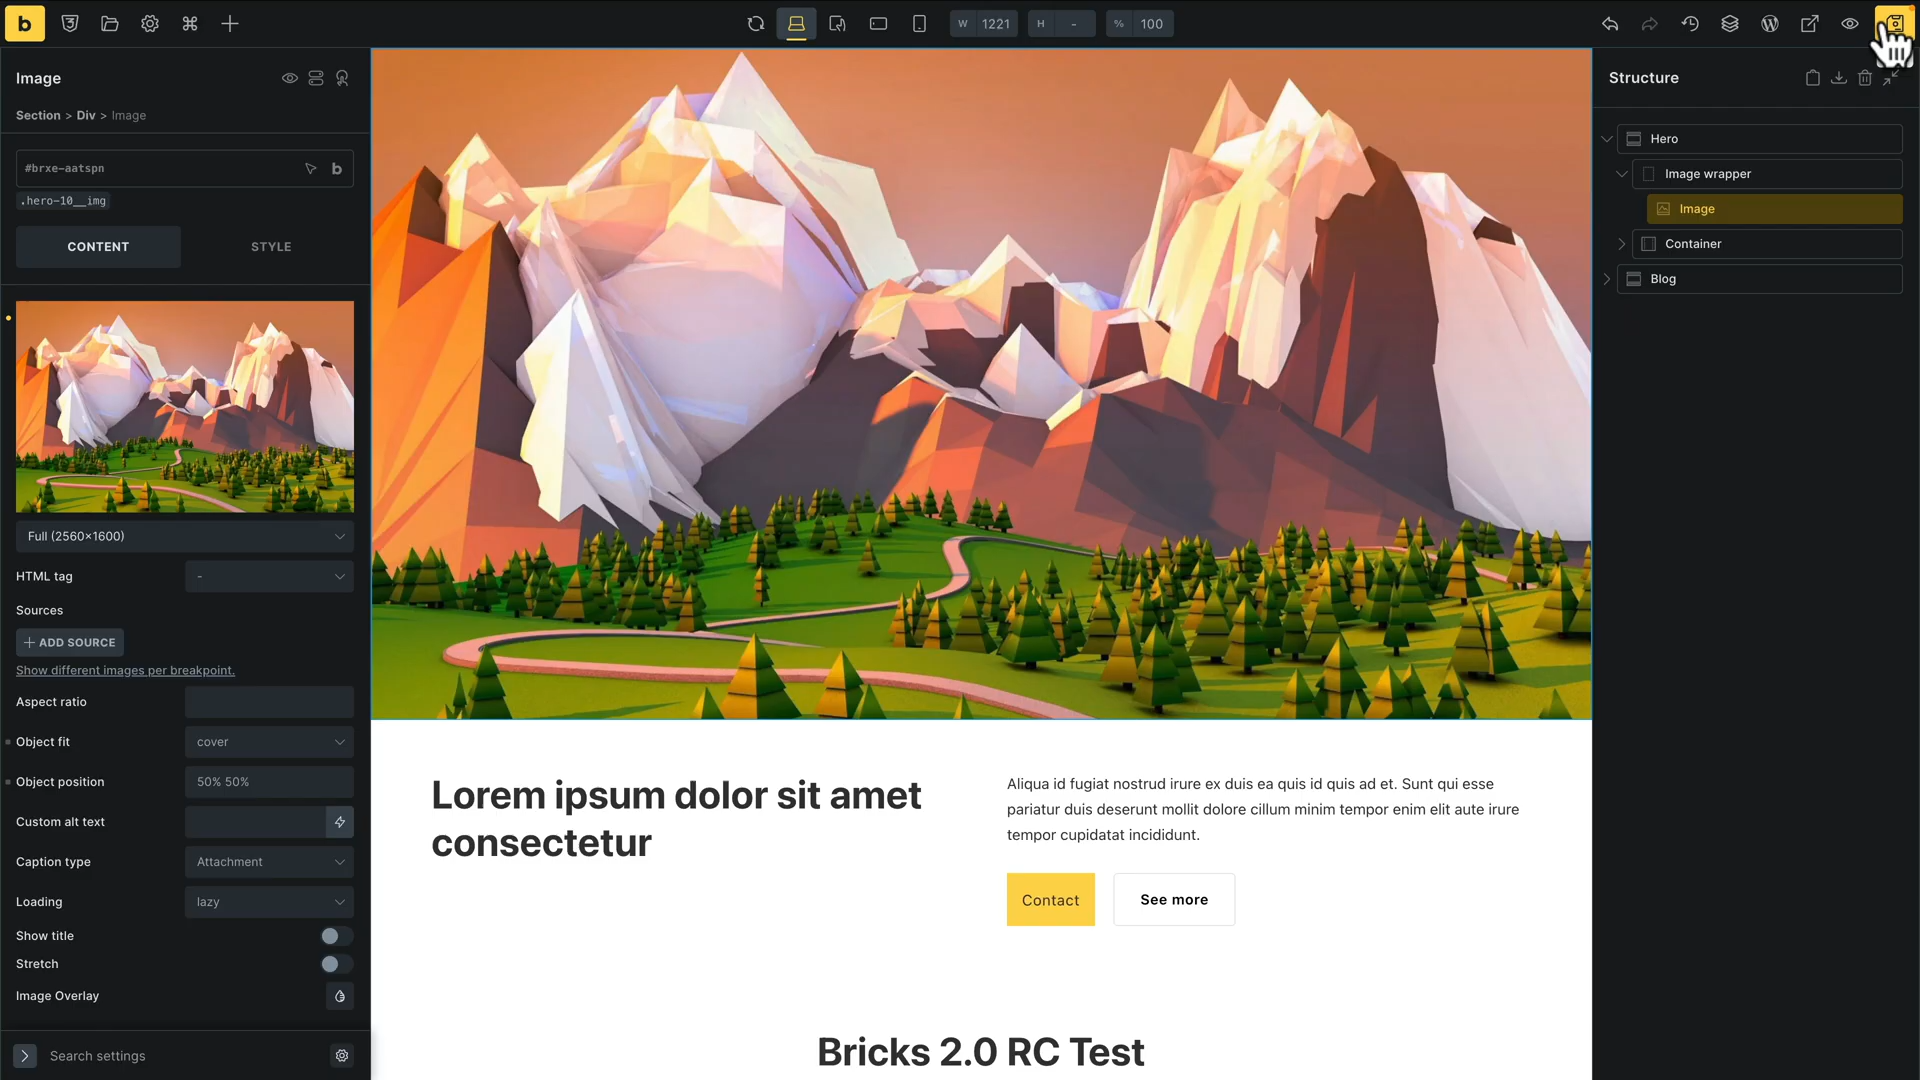 b
W 1221
H -
% 100
Image
Section > Div > Image
#brxe-aatspn
b
.hero-10__img
CONTENT
STYLE
Full (2560×1600)
HTML tag
-
Sources
+ ADD SOURCE
Show different images per breakpoint.
Aspect ratio
Object fit
cover
Object position
50% 50%
Custom alt text
Caption type
Attachment
Loading
lazy
Show title
Stretch
Image Overlay
Search settings
Lorem ipsum dolor sit amet
consectetur
Aliqua id fugiat nostrud irure ex duis ea quis id quis ad et. Sunt qui esse
pariatur duis deserunt mollit dolore cillum minim tempor enim elit aute irure
tempor cupidatat incididunt.
Contact
See more
Bricks 2.0 RC Test
Structure
Hero
Image wrapper
Image
Container
Blog